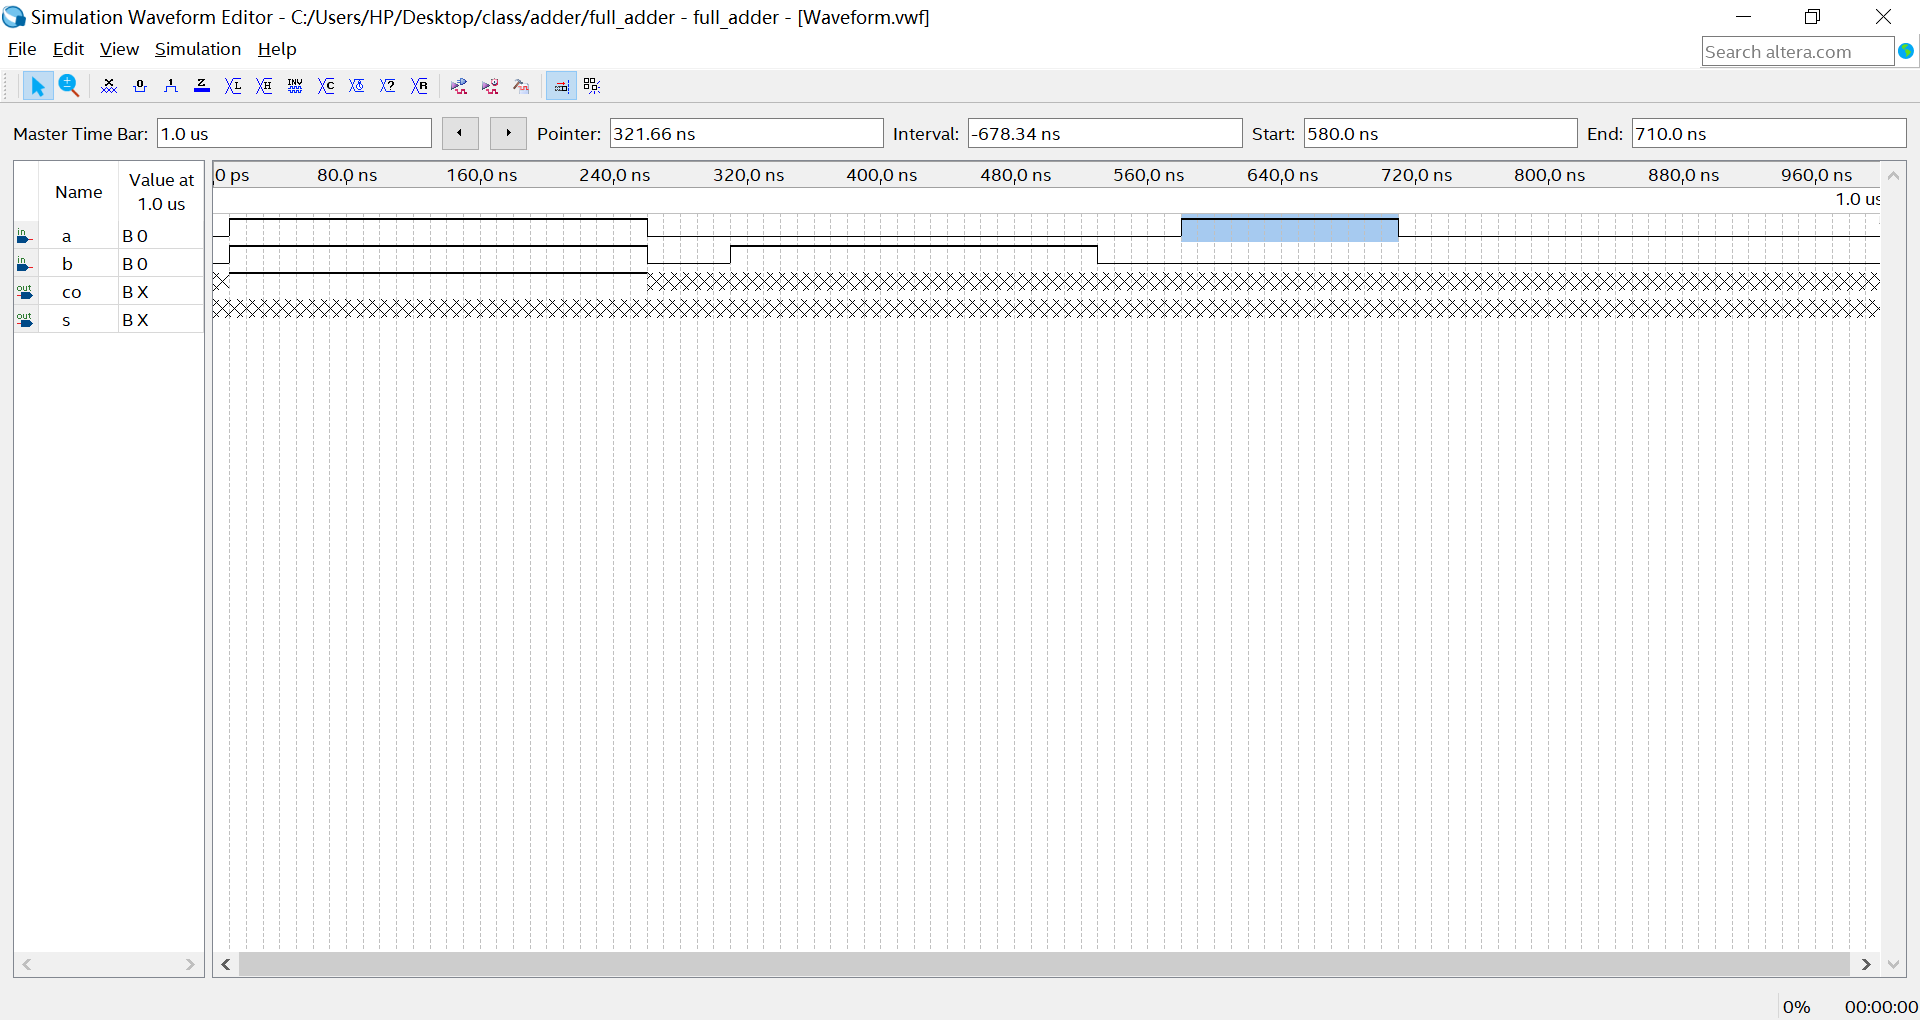 Simulation Waveform Editor - C:/Users/HP/Desktop/class/adder/full_adder - full_adder - [Waveform.vwf]
File Edit View Simulation Help
Search altera.com
Master Time Bar: 1.0 us Pointer: 321.66 ns Interval: -678.34 ns Start: 580.0 ns End: 710.0 ns
Name Value at 1.0 us
0 ps 80.0 ns 160.0 ns 240.0 ns 320.0 ns 400.0 ns 480.0 ns 560.0 ns 640.0 ns 720.0 ns 800.0 ns 880.0 ns 960.0 ns
1.0 us
in a B 0
in b B 0
out co B X
out s B X
0% 00:00:00